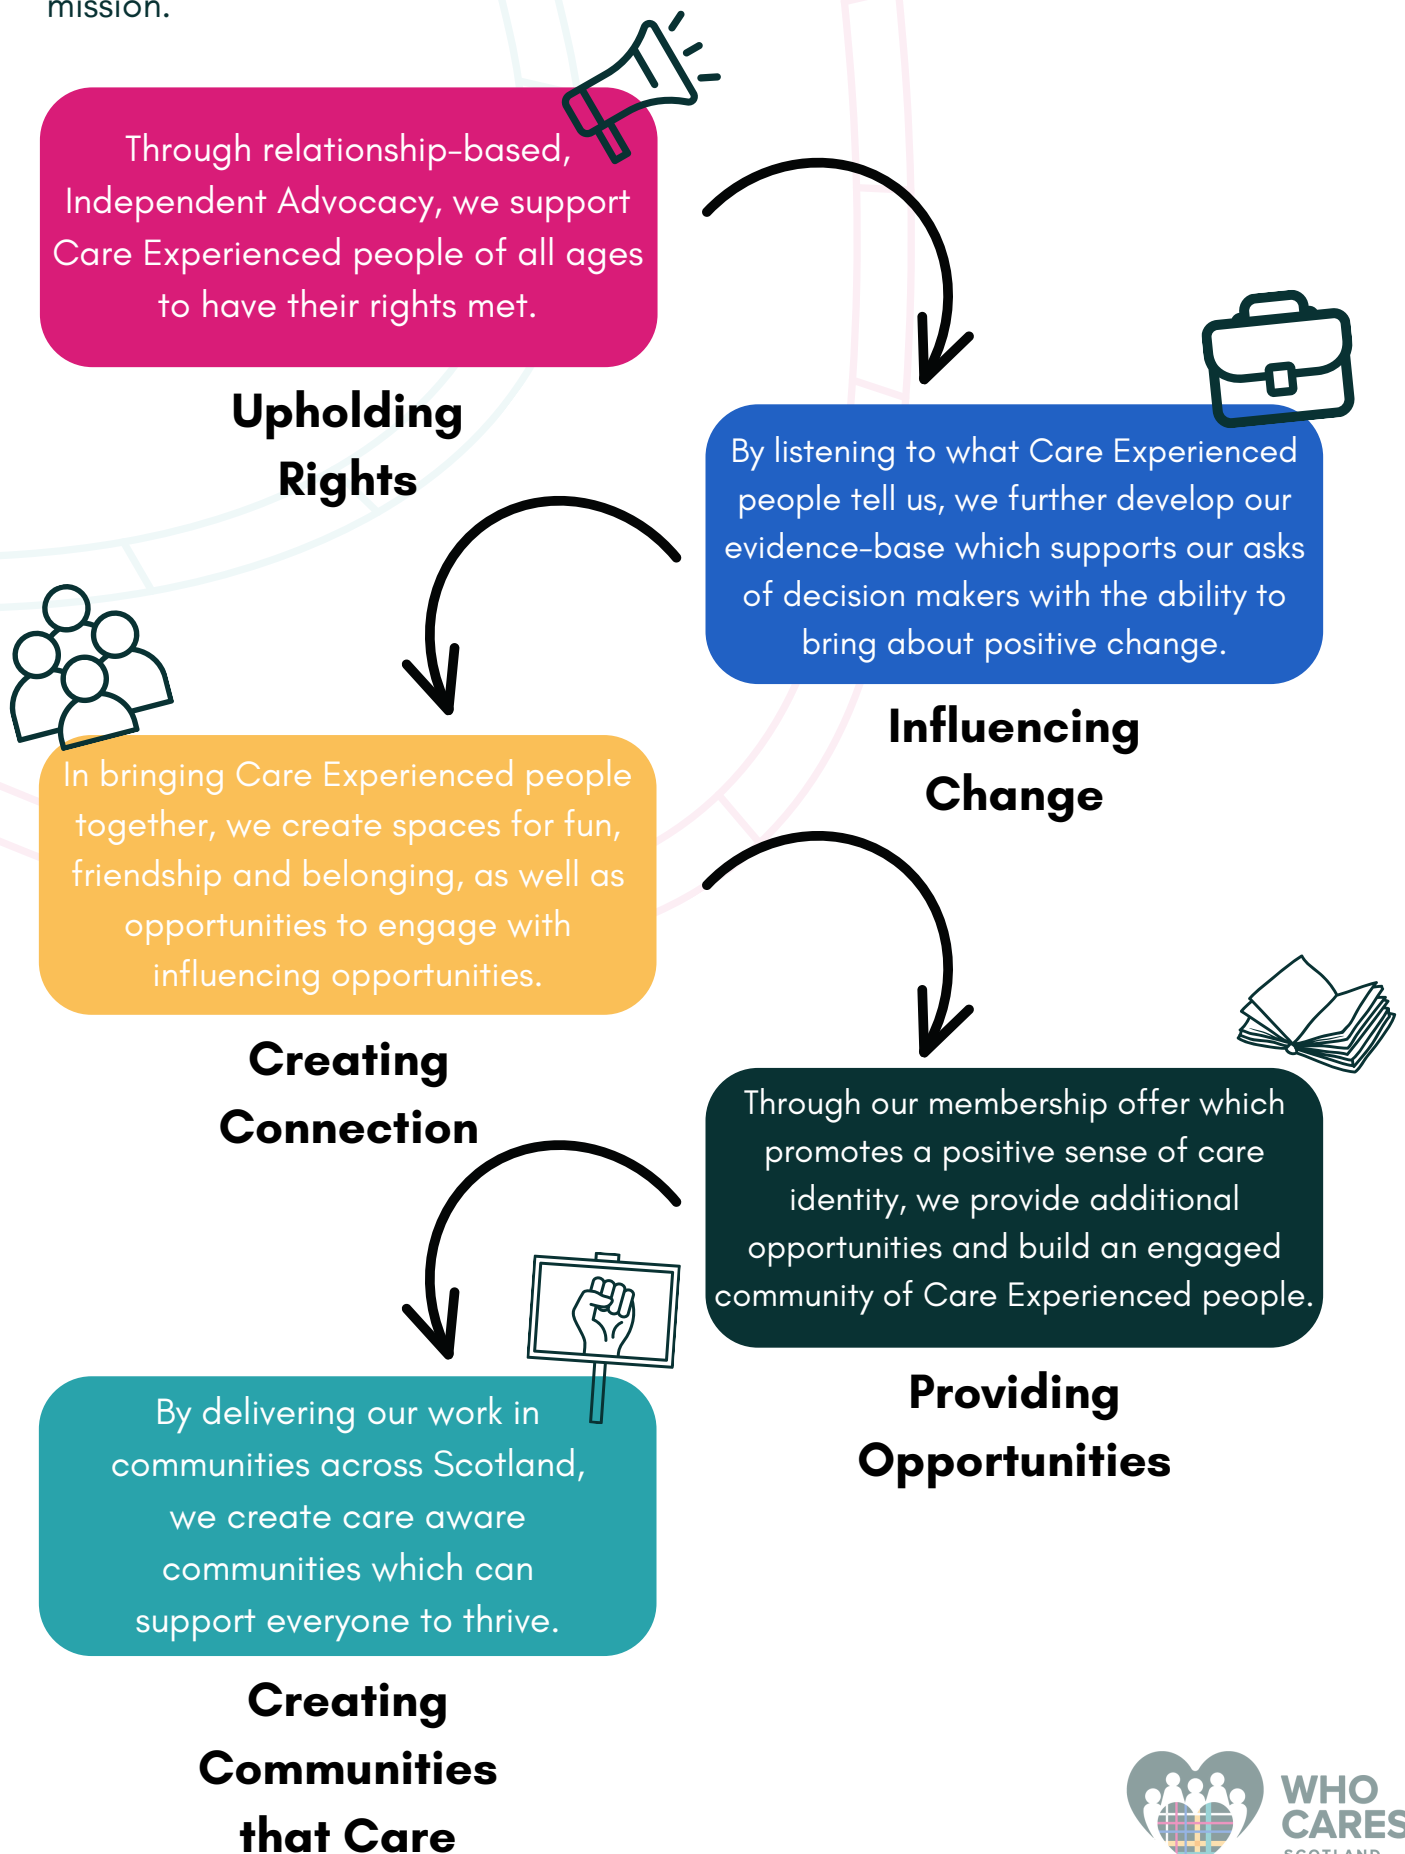 mission.
Through relationship-based,
Independent Advocacy, we support
Care Experienced people of all ages
to have their rights met.
Upholding
Rights
By listening to what Care Experienced
people tell us, we further develop our
evidence-base which supports our asks
of decision makers with the ability to
bring about positive change.
Influencing
Change
In bringing Care Experienced people
together, we create spaces for fun,
friendship and belonging, as well as
opportunities to engage with
influencing opportunities.
Creating
Connection
Through our membership offer which
promotes a positive sense of care
identity, we provide additional
opportunities and build an engaged
community of Care Experienced people.
Providing
Opportunities
By delivering our work in
communities across Scotland,
we create care aware
communities which can
support everyone to thrive.
Creating
Communities
that Care
WHO
CARES
SCOTLAND